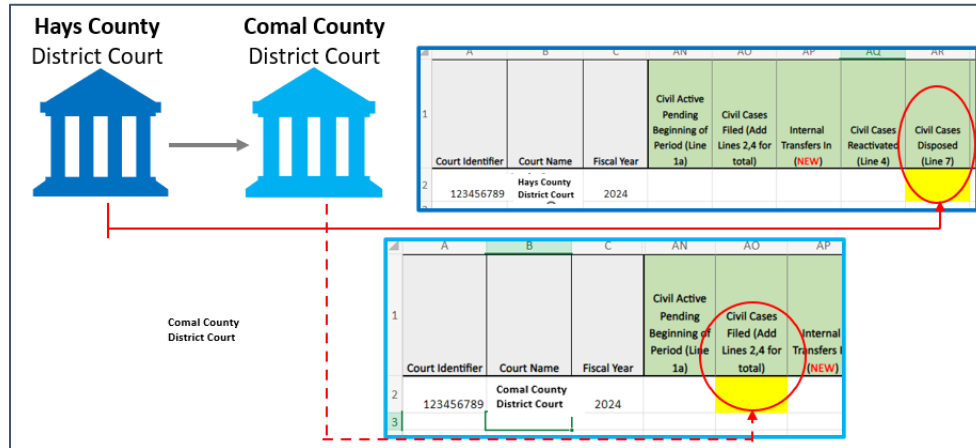 Hays County
District Court
Comal County
District Court
A B C AN AO AP AQ AR
1
Court Identifier
Court Name
Fiscal Year
Civil Active
Pending
Beginning of
Period (Line
1a)
Civil Cases
Filed (Add
Lines 2,4 for
total)
Internal
Transfers In
(NEW)
Civil Cases
Reactivated
(Line 4)
Civil Cases
Disposed
(Line 7)
2
123456789
Hays County
District Court
2024
A B C AN AO AP
1
Court Identifier
Court Name
Fiscal Year
Civil Active
Pending
Beginning of
Period (Line
1a)
Civil Cases
Filed (Add
Lines 2,4 for
total)
Internal
Transfers I
(NEW)
2
123456789
Comal County
District Court
2024
3
Comal County
District Court